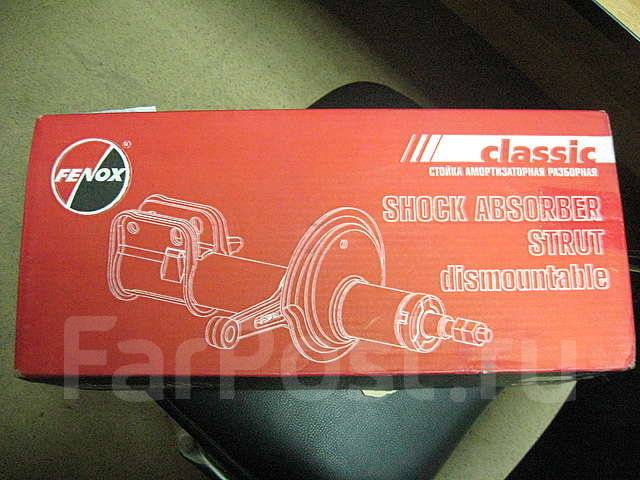 FENOX
®
classic
СТОЙКА АМОРТИЗАТОРНАЯ РАЗБОРНАЯ
SHOCK ABSORBER
STRUT
dismountable
FarPost.ru